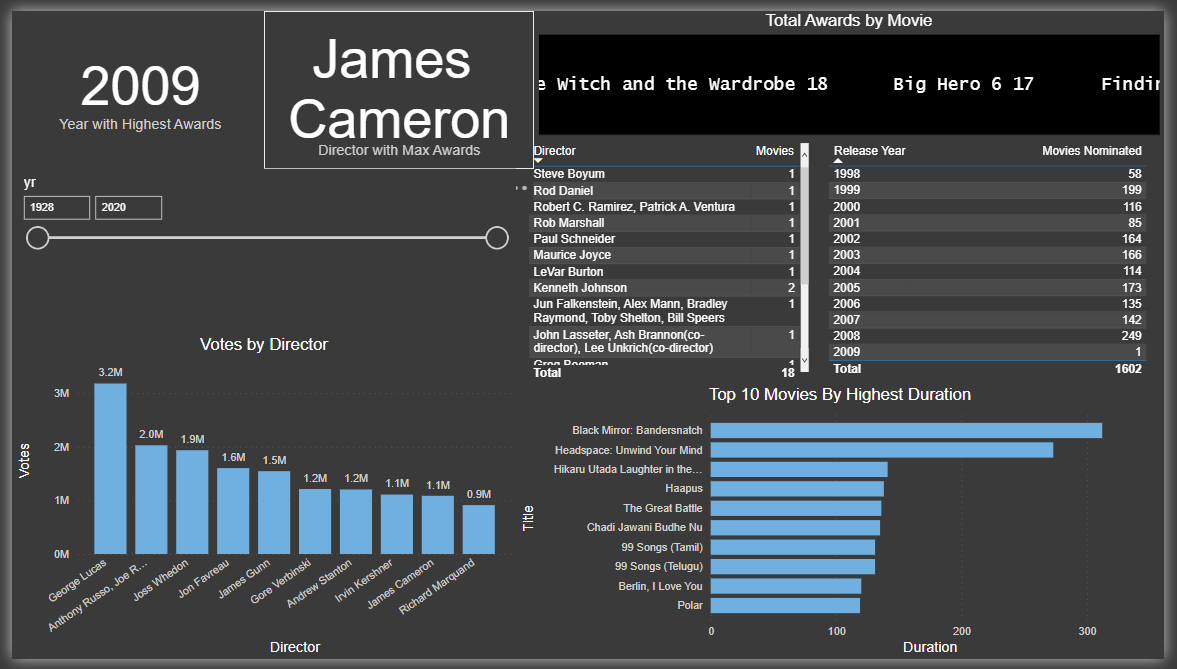 2009
Year with Highest Awards
James
Cameron
Director with Max Awards
Total Awards by Movie
e Witch and the Wardrobe 18 Big Hero 6 17 Findin
yr
1928 2020
Director Movies
Steve Boyum 1
Rod Daniel 1
Robert C. Ramirez, Patrick A. Ventura 1
Rob Marshall 1
Paul Schneider 1
Maurice Joyce 1
LeVar Burton 1
Kenneth Johnson 2
Jun Falkenstein, Alex Mann, Bradley 1
Raymond, Toby Shelton, Bill Speers
John Lasseter, Ash Brannon(co- 1
director), Lee Unkrich(co-director)
Total 18
Release Year Movies Nominated
1998 58
1999 199
2000 116
2001 85
2002 164
2003 166
2004 114
2005 173
2006 135
2007 142
2008 249
2009 1
Total 1602
Votes by Director
Votes
3M
2M
1M
0M
3.2M
2.0M
1.9M
1.6M
1.5M
1.2M
1.2M
1.1M
1.1M
0.9M
George Lucas
Anthony Russo, Joe R...
Joss Whedon
Jon Favreau
James Gunn
Gore Verbinski
Andrew Stanton
Irvin Kershner
James Cameron
Richard Marquand
Director
Top 10 Movies By Highest Duration
Title
Black Mirror: Bandersnatch
Headspace: Unwind Your Mind
Hikaru Utada Laughter in the...
Haapus
The Great Battle
Chadi Jawani Budhe Nu
99 Songs (Tamil)
99 Songs (Telugu)
Berlin, I Love You
Polar
0 100 200 300
Duration